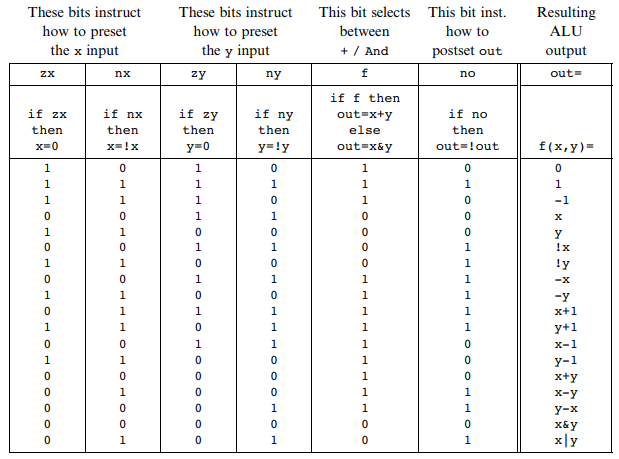 These bits instruct how to preset the x input These bits instruct how to preset the y input This bit selects between + / And This bit inst. how to postset out Resulting ALU output
zx nx zy ny f no out=
if zx then x=0 if nx then x=!x if zy then y=0 if ny then y=!y if f then out=x+y else out=x&y if no then out=!out f(x,y)=
1 0 1 0 1 0 0
1 1 1 1 1 1 1
1 1 1 0 1 0 -1
0 0 1 1 0 0 x
1 1 0 0 0 0 y
0 0 1 1 0 1 !x
1 1 0 0 0 1 !y
0 0 1 1 1 1 -x
1 1 0 0 1 1 -y
0 1 1 1 1 1 x+1
1 1 0 1 1 1 y+1
0 0 1 1 1 0 x-1
1 1 0 0 1 0 y-1
0 0 0 0 1 0 x+y
0 1 0 0 1 1 x-y
0 0 0 1 1 1 y-x
0 0 0 0 0 0 x&y
0 1 0 1 0 1 x|y